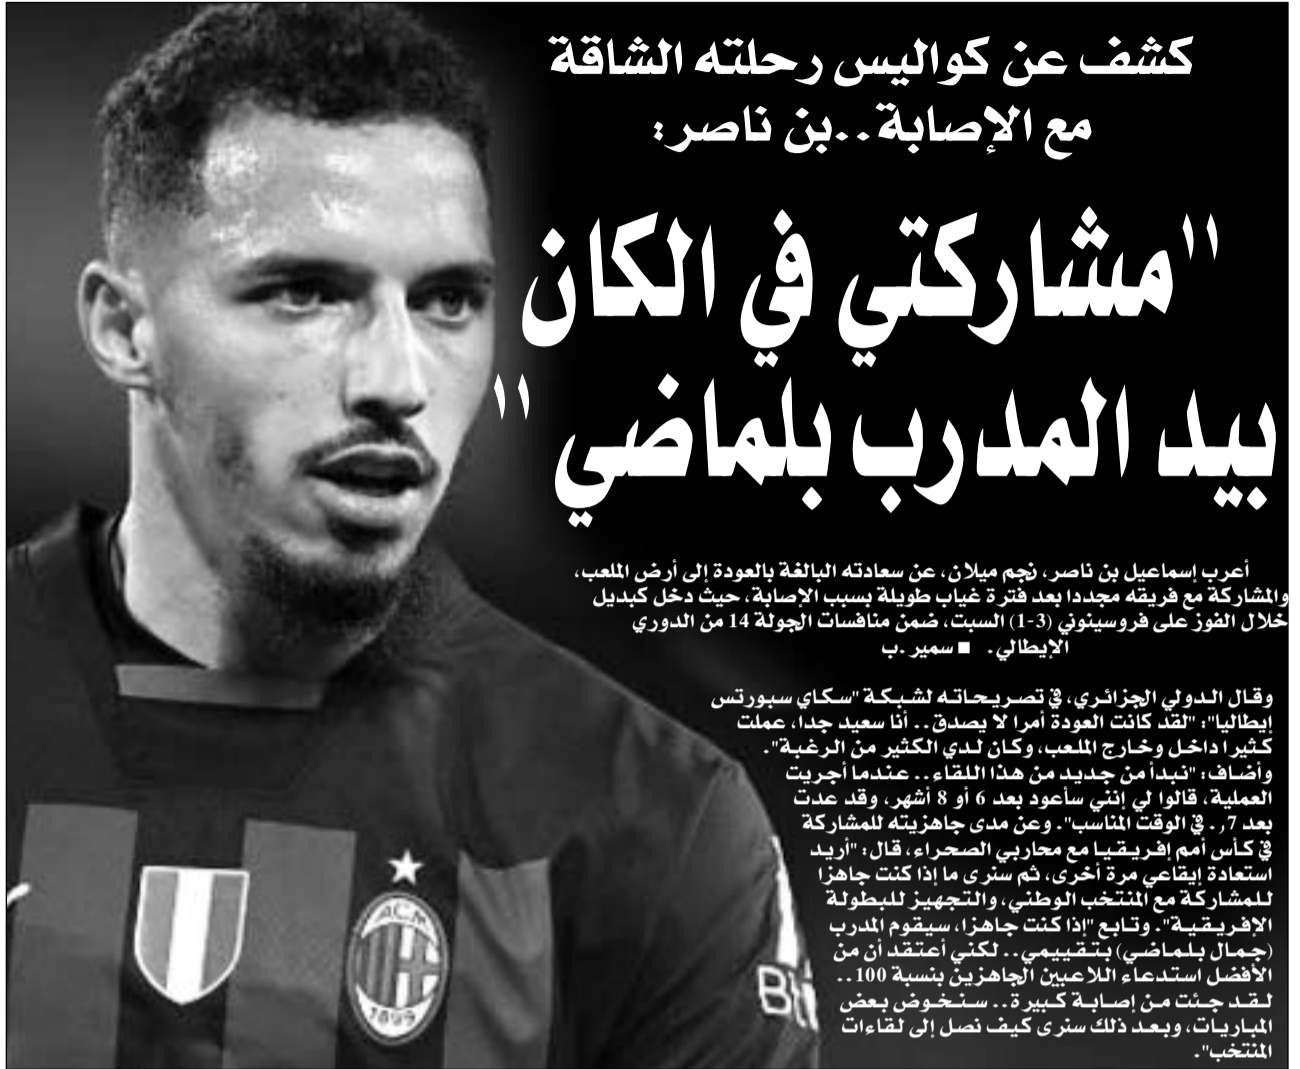 كشف عن كواليس رحلته الشاقة
مع الإصابة..بن ناصر:
"مشاركتي في الكان
بيد المدرب بلماضي"
أعرب إسماعيل بن ناصر، نجم ميلان، عن سعادته البالغة بالعودة إلى أرض الملعب،
والمشاركة مع فريقه مجددا بعد فترة غياب طويلة بسبب الإصابة، حيث دخل كبديل
خلال الفوز على فروسينوني (3-1) السبت، ضمن منافسات الجولة 14 من الدوري
الإيطالي. ■ سمير .ب
وقال الدولي الجزائري، في تصريحاته لشبكة "سكاي سبورتس
إيطاليا": "لقد كانت العودة أمرا لا يصدق.. أنا سعيد جدا، عملت
كثيرا داخل وخارج الملعب، وكان لدي الكثير من الرغبة".
وأضاف: "نبدأ من جديد من هذا اللقاء.. عندما أجريت
العملية، قالوا لي إنني سأعود بعد 6 أو 8 أشهر، وقد عدت
بعد 7,. في الوقت المناسب". وعن مدى جاهزيته للمشاركة
في كأس أمم إفريقيا مع محاربي الصحراء، قال: "أريد
استعادة إيقاعي مرة أخرى، ثم سنرى ما إذا كنت جاهزا
للمشاركة مع المنتخب الوطني، والتجهيز للبطولة
الإفريقية". وتابع "إذا كنت جاهزا، سيقوم المدرب
(جمال بلماضي) بتقييمي.. لكني أعتقد أن من
الأفضل استدعاء اللاعبين الجاهزين بنسبة 100..
لقد جئت من إصابة كبيرة.. سنخوض بعض
المباريات، وبعد ذلك سنرى كيف نصل إلى لقاءات
المنتخب".
ACM
1899